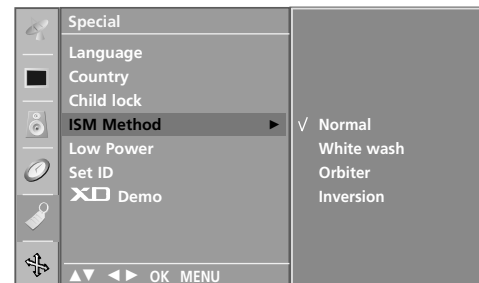 Special
Language
Country
Child lock
ISM Method ►
Low Power
Set ID
XD Demo
√ Normal
White wash
Orbiter
Inversion
▲▼ ◄► OK MENU